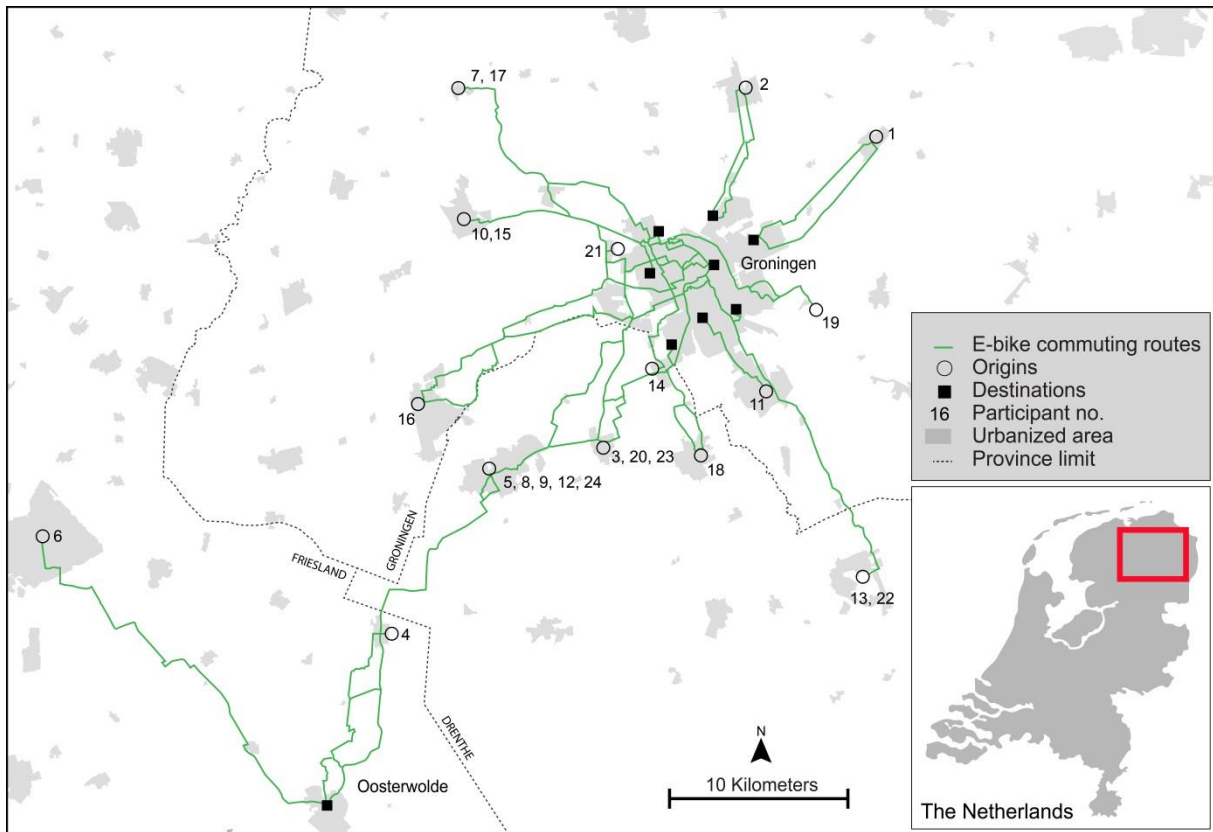 7, 17
2
1
10,15
21
Groningen
19
14
11
16
3, 20, 23
18
5, 8, 9, 12, 24
6
GRONINGEN
FRIESLAND
13, 22
4
DRENTHE
Oosterwolde
N
10 Kilometers
E-bike commuting routes
Origins
Destinations
16 Participant no.
Urbanized area
Province limit
The Netherlands